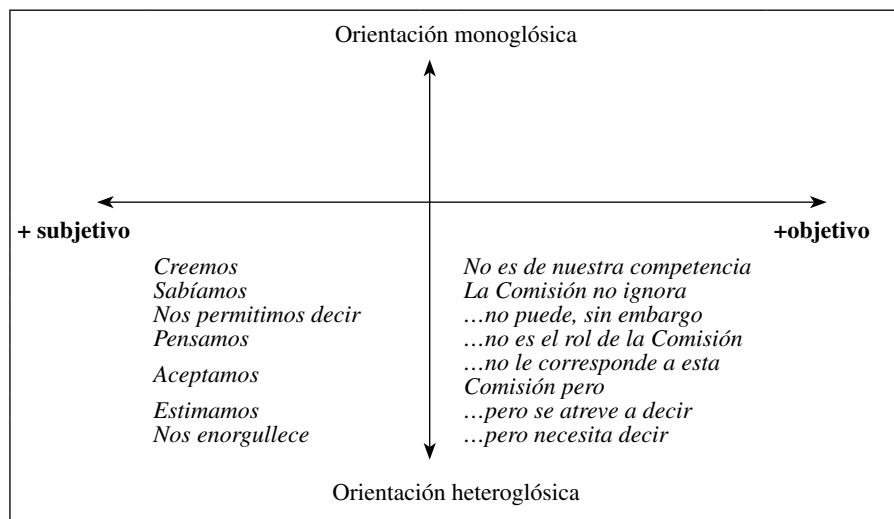 Orientación monoglósica
+ subjetivo
+objetivo
Creemos
Sabíamos
Nos permitimos decir
Pensamos
Aceptamos
Estimamos
Nos enorgullece
No es de nuestra competencia
La Comisión no ignora
…no puede, sin embargo
…no es el rol de la Comisión
…no le corresponde a esta
Comisión pero
…pero se atreve a decir
…pero necesita decir
Orientación heteroglósica